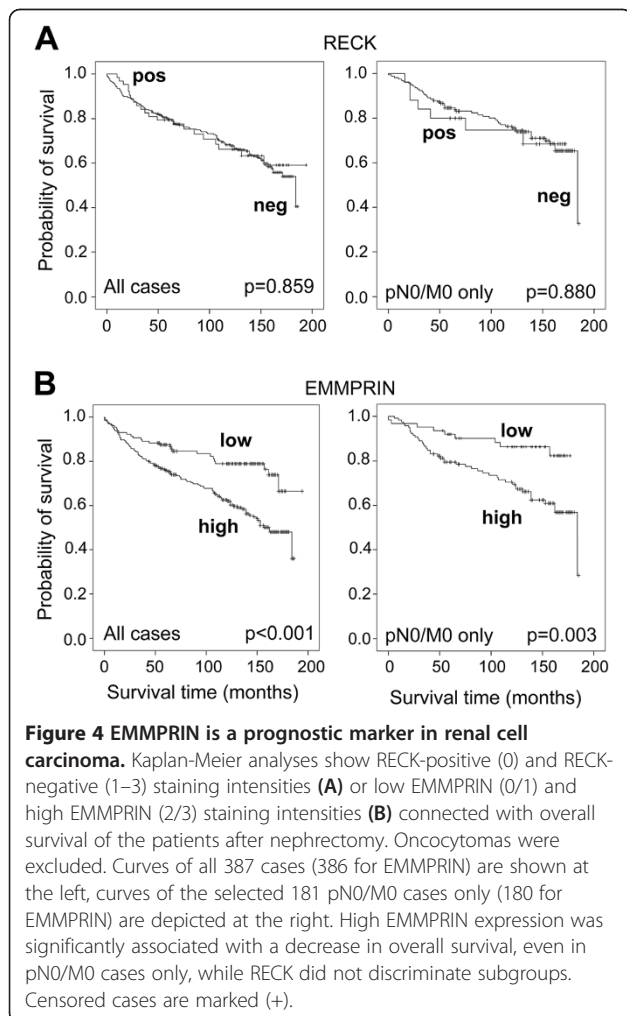 A
RECK
1.0
0.8
0.6
0.4
0.2
0.0
Probability of survival
pos
neg
All cases p=0.859
0 50 100 150 200
1.0
0.8
0.6
0.4
0.2
0.0
pos
neg
pN0/M0 only p=0.880
0 50 100 150 200
B
EMMPRIN
1.0
0.8
0.6
0.4
0.2
0.0
Probability of survival
low
high
All cases p<0.001
0 50 100 150 200
Survival time (months)
1.0
0.8
0.6
0.4
0.2
0.0
low
high
pN0/M0 only p=0.003
0 50 100 150 200
Survival time (months)
Figure 4 EMMPRIN is a prognostic marker in renal cell
carcinoma. Kaplan-Meier analyses show RECK-positive (0) and RECK-
negative (1–3) staining intensities (A) or low EMMPRIN (0/1) and
high EMMPRIN (2/3) staining intensities (B) connected with overall
survival of the patients after nephrectomy. Oncocytomas were
excluded. Curves of all 387 cases (386 for EMMPRIN) are shown at
the left, curves of the selected 181 pN0/M0 cases only (180 for
EMMPRIN) are depicted at the right. High EMMPRIN expression was
significantly associated with a decrease in overall survival, even in
pN0/M0 cases only, while RECK did not discriminate subgroups.
Censored cases are marked (+).